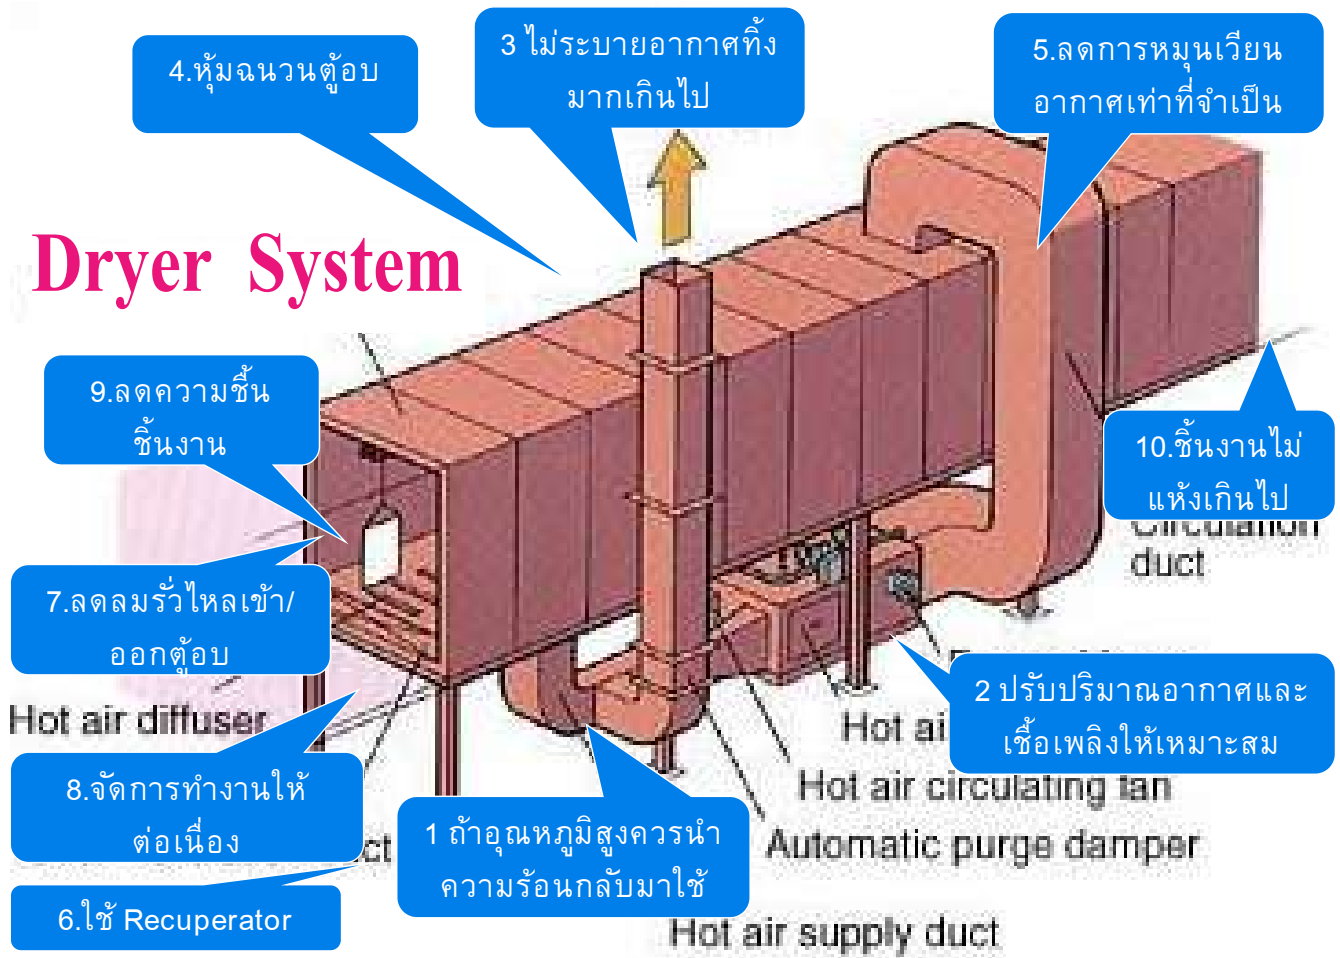 4.หุ้มฉนวนตู้อบ
3 ไม่ระบายอากาศทิ้ง
มากเกินไป
5.ลดการหมุนเวียน
อากาศเท่าที่จำเป็น
Dryer System
9.ลดความชื้น
ชิ้นงาน
10.ชิ้นงานไม่
แห้งเกินไป
Circulation
duct
7.ลดลมรั่วไหลเข้า/
ออกตู้อบ
2 ปรับปริมาณอากาศและ
เชื้อเพลิงให้เหมาะสม
Hot air diffuser
Hot ai
Hot air circulating fan
8.จัดการทำงานให้
ต่อเนื่อง
1 ถ้าอุณหภูมิสูงควรนำ
ความร้อนกลับมาใช้
Automatic purge damper
6.ใช้ Recuperator
Hot air supply duct